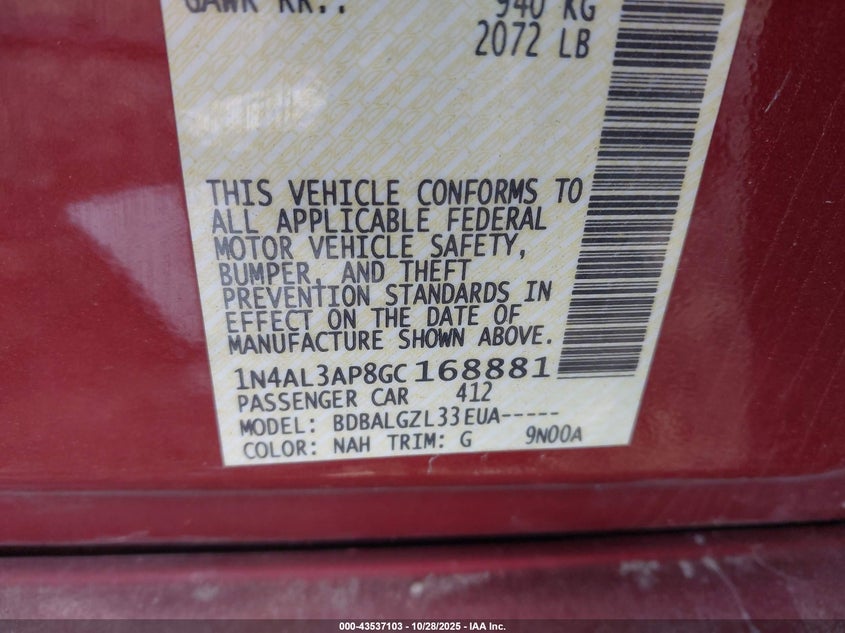 GAWR RR.: 940 KG
2072 LB
THIS VEHICLE CONFORMS TO
ALL APPLICABLE FEDERAL
MOTOR VEHICLE SAFETY,
BUMPER, AND THEFT
PREVENTION STANDARDS IN
EFFECT ON THE DATE OF
MANUFACTURE SHOWN ABOVE.
1N4AL3AP8GC168881
PASSENGER CAR 412
MODEL: BDBALGZL33EUA-----
COLOR: NAH TRIM: G 9N00A
000-43537103 | 10/28/2025 - IAA Inc.